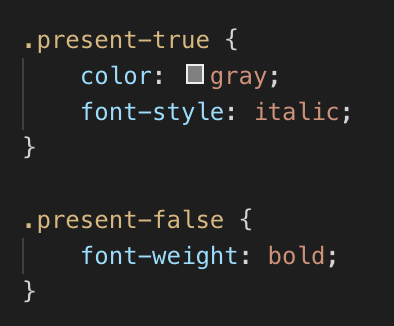 .present-true {
    color: gray;
    font-style: italic;
}

.present-false {
    font-weight: bold;
}